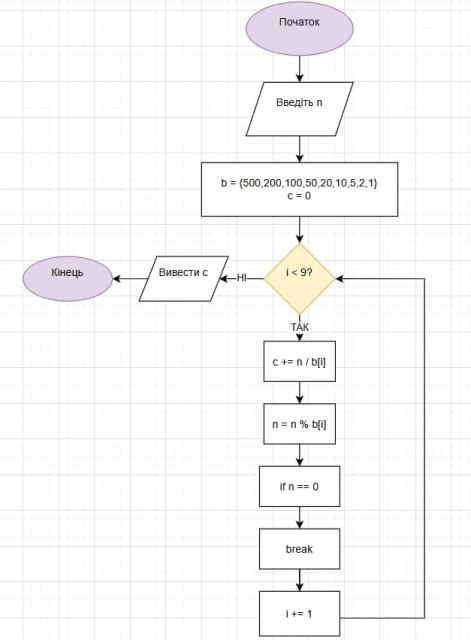 Початок
Введіть n
b = {500,200,100,50,20,10,5,2,1}
c = 0
i < 9?
НІ
Вивести c
Кінець
ТАК
c += n / b[i]
n = n % b[i]
if n == 0
break
i += 1